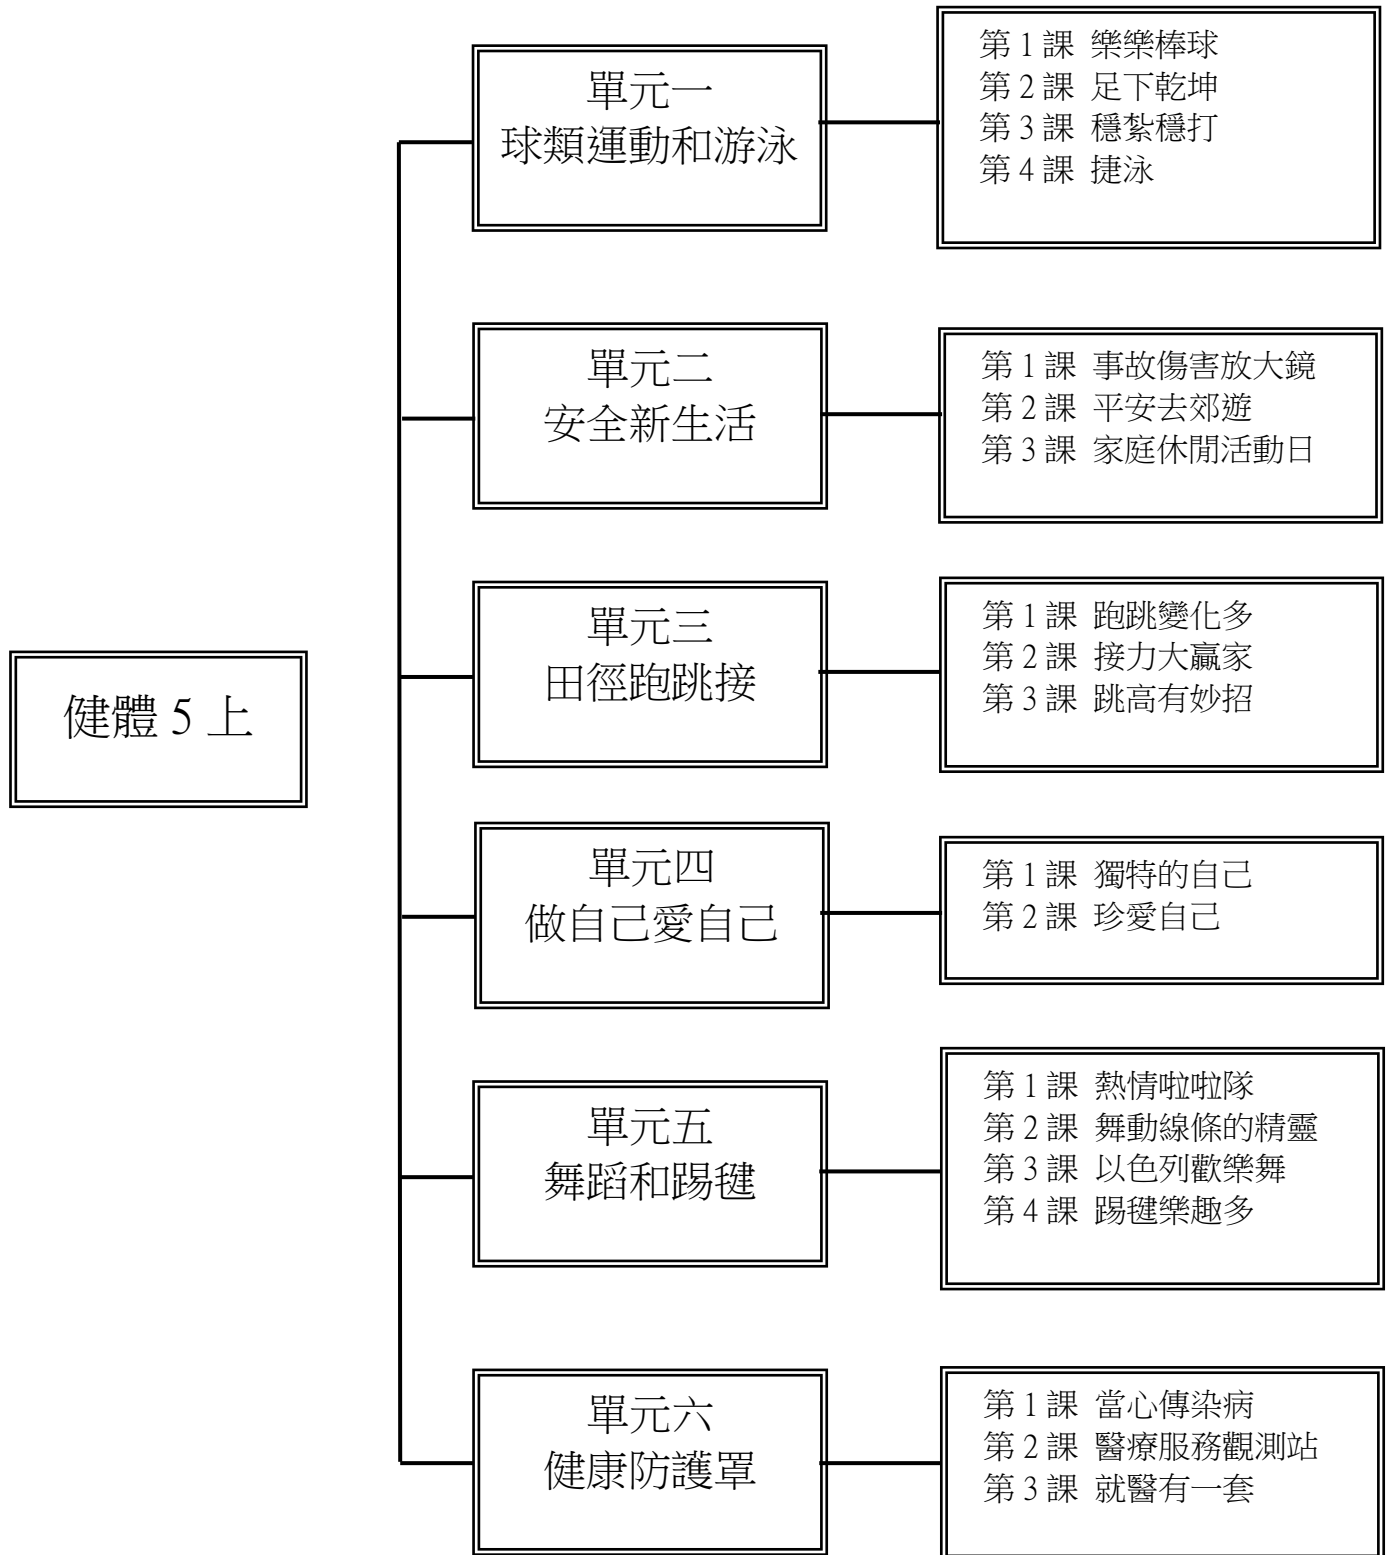 健體 5 上
單元一
球類運動和游泳
第 1 課 樂樂棒球
第 2 課 足下乾坤
第 3 課 穩紮穩打
第 4 課 捷泳
單元二
安全新生活
第 1 課 事故傷害放大鏡
第 2 課 平安去郊遊
第 3 課 家庭休閒活動日
單元三
田徑跑跳接
第 1 課 跑跳變化多
第 2 課 接力大贏家
第 3 課 跳高有妙招
單元四
做自己愛自己
第 1 課 獨特的自己
第 2 課 珍愛自己
單元五
舞蹈和踢毽
第 1 課 熱情啦啦隊
第 2 課 舞動線條的精靈
第 3 課 以色列歡樂舞
第 4 課 踢毽樂趣多
單元六
健康防護罩
第 1 課 當心傳染病
第 2 課 醫療服務觀測站
第 3 課 就醫有一套